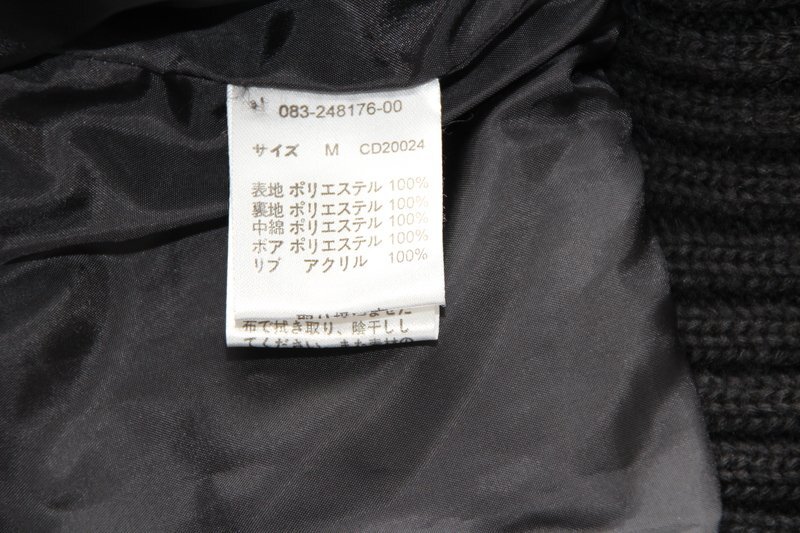 083-248176-00
サイズ M CD20024
表地 ポリエステル 100%
裏地 ポリエステル 100%
中綿 ポリエステル 100%
ボア ポリエステル 100%
リブ アクリル 100%
布で拭き取り、陰干しし
てください。